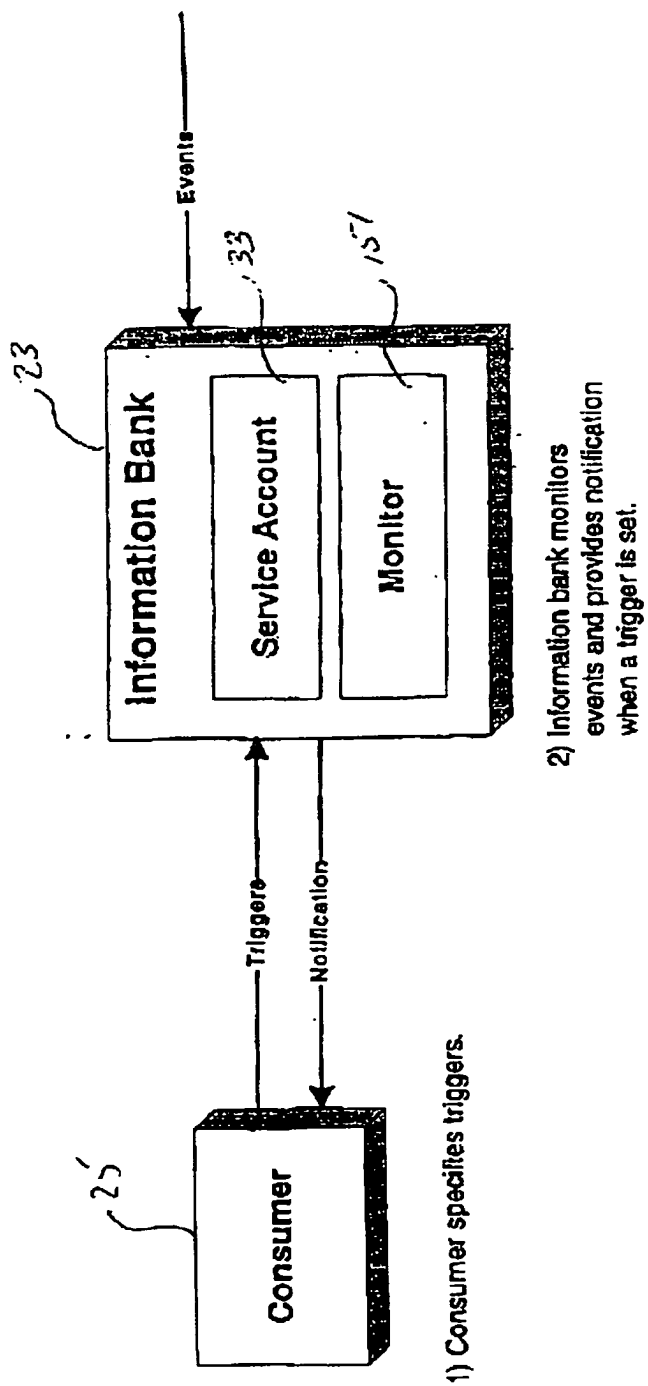 Consumer
25
1) Consumer specifies triggers.
Triggers
Notification
23
Information Bank
Service Account
Monitor
Events
2) Information bank monitors
events and provides notification
when a trigger is set.